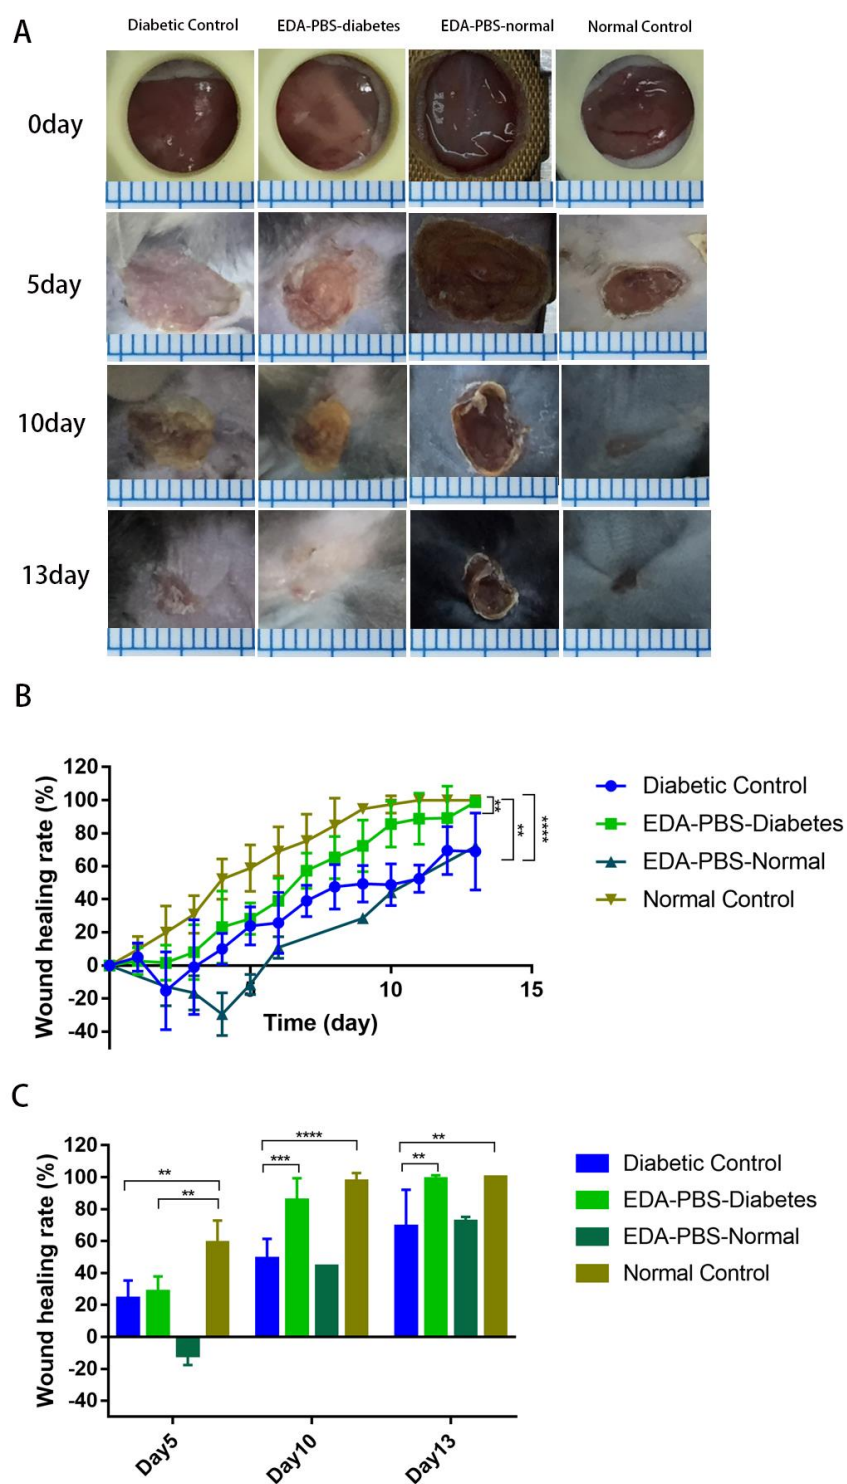 A
Diabetic Control EDA-PBS-diabetes EDA-PBS-normal Normal Control
0day
5day
10day
13day
B
Wound healing rate (%)
120
100
80
60
40
20
0
-20
-40
10
15
Time (day)
**
**
****
Diabetic Control
EDA-PBS-Diabetes
EDA-PBS-Normal
Normal Control
C
Wound healing rate (%)
120
100
80
60
40
20
0
-20
-40
**
**
****
***
**
**
Day5
Day10
Day13
Diabetic Control
EDA-PBS-Diabetes
EDA-PBS-Normal
Normal Control